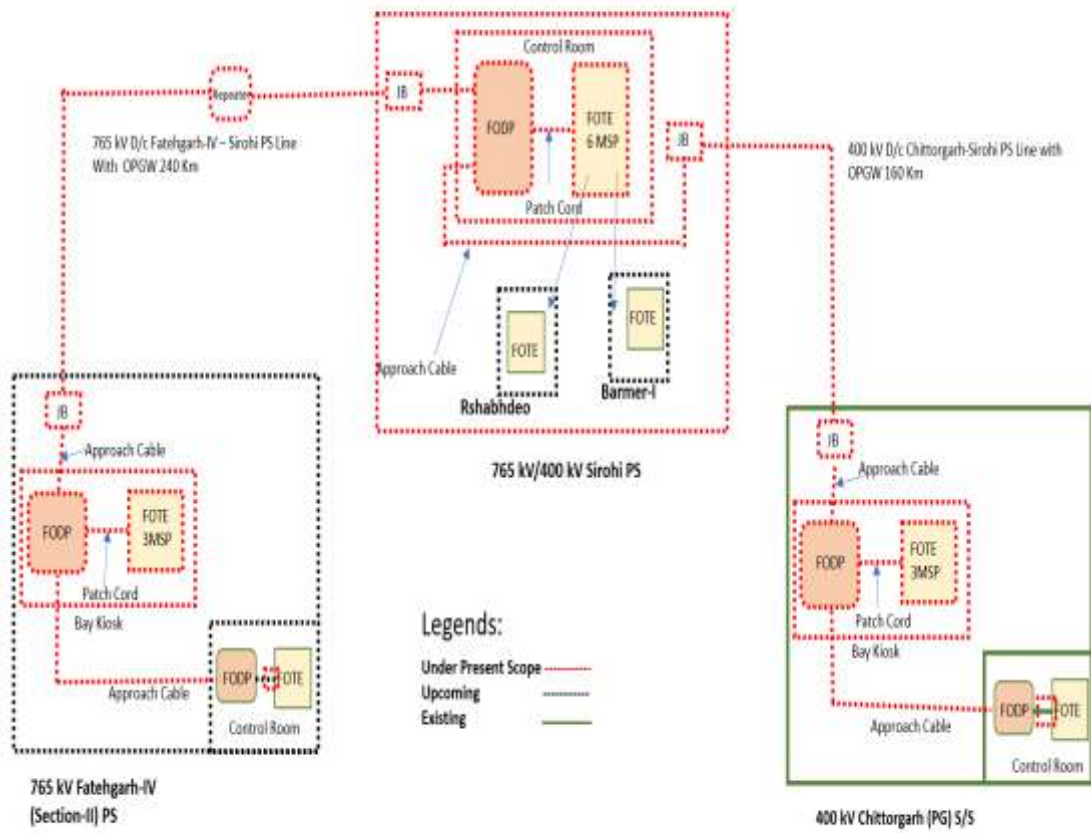 Control Room
Repeater
JB
FODP
FOTE
6 MSP
JB
Patch Cord
765 kV D/c Fatehgarh-IV – Sirohi PS Line
With OPGW 240 Km
400 kV D/c Chittorgarh-Sirohi PS Line with
OPGW 160 Km
FOTE
FOTE
Approach Cable
Rshabhdeo
Barmer-I
765 kV/400 kV Sirohi PS
JB
Approach Cable
FODP
FOTE
3MSP
Patch Cord
Bay Kiosk
Approach Cable
FODP
FOTE
Control Room
765 kV Fatehgarh-IV
(Section-II) PS
Legends:
Under Present Scope
Upcoming
Existing
JB
Approach Cable
FODP
FOTE
3MSP
Patch Cord
Bay Kiosk
Approach Cable
FODP
FOTE
Control Room
400 kV Chittorgarh (PG) S/S